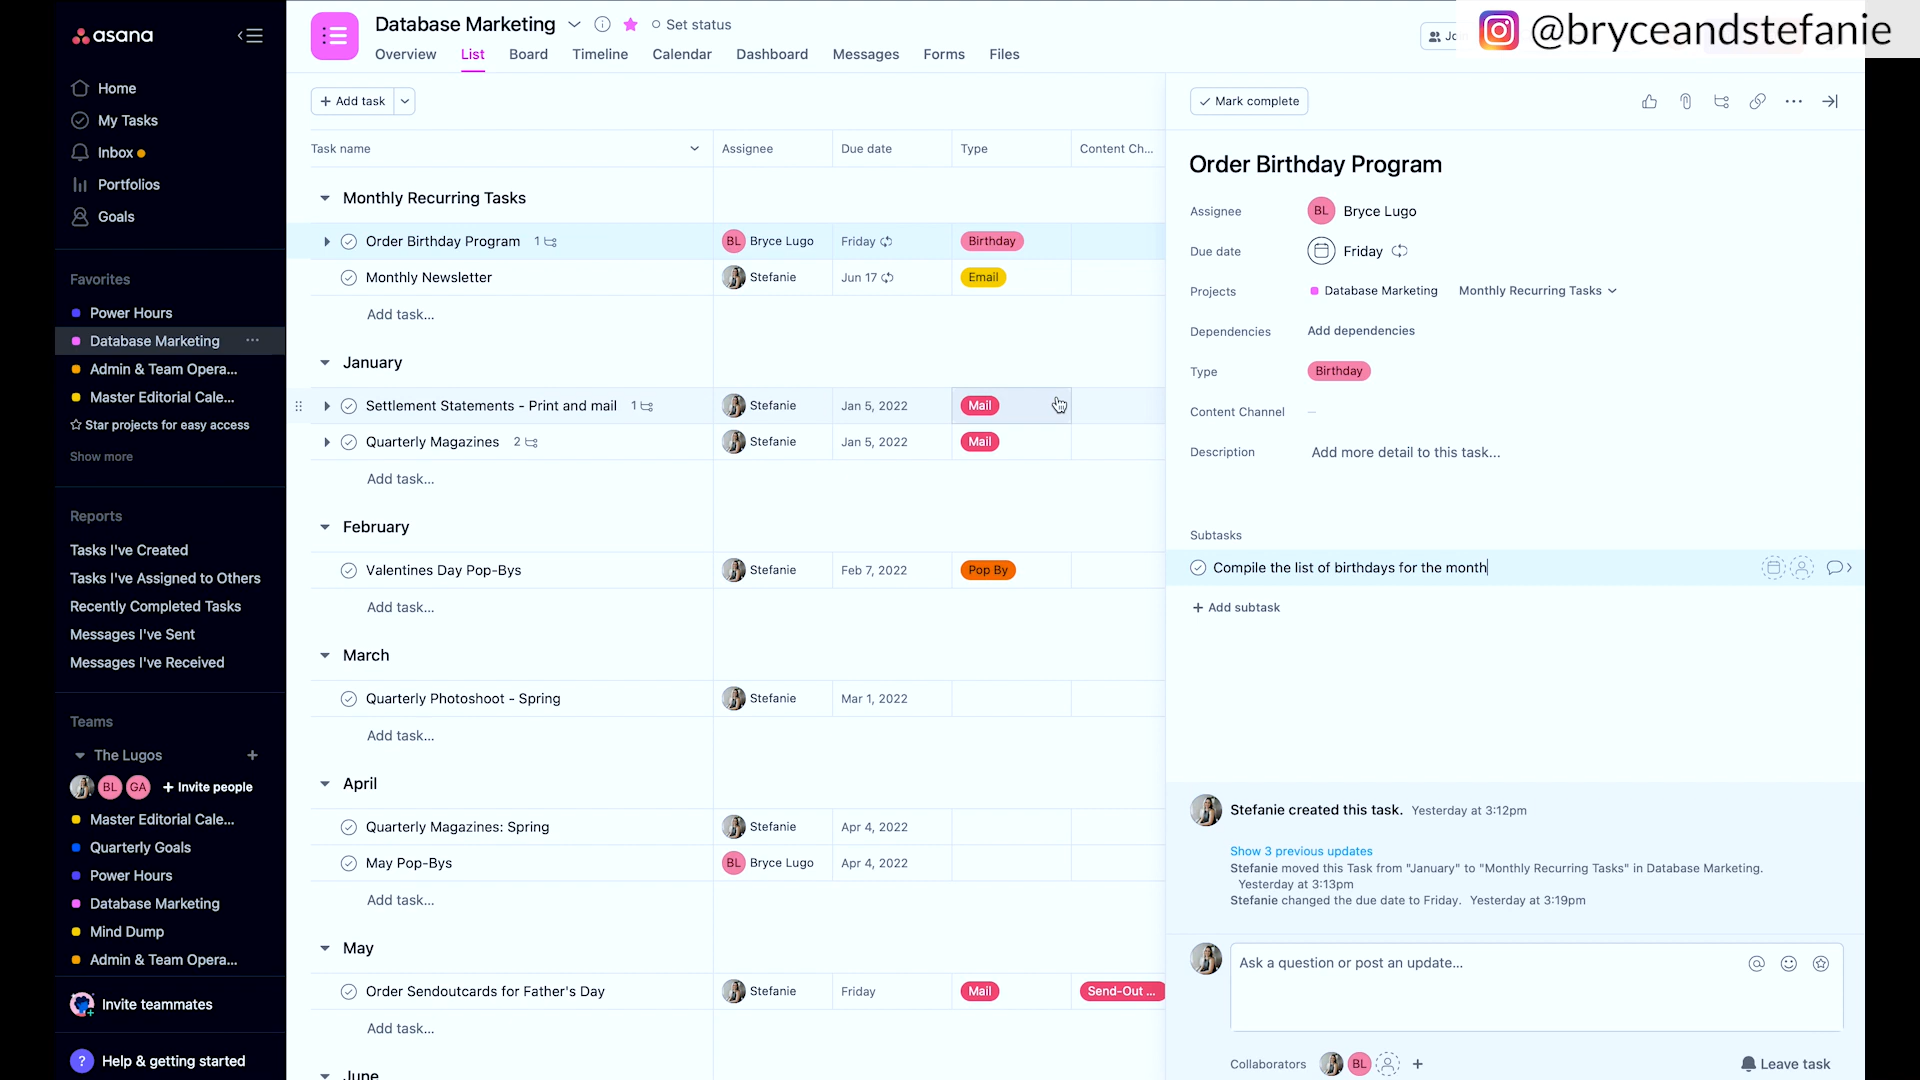 asana
Home
My Tasks
Inbox
Portfolios
Goals
Favorites
Power Hours
Database Marketing
Admin & Team Opera...
Master Editorial Cale...
Star projects for easy access
Show more
Reports
Tasks I've Created
Tasks I've Assigned to Others
Recently Completed Tasks
Messages I've Sent
Messages I've Received
Teams
The Lugos
BL GA + Invite people
Master Editorial Cale...
Quarterly Goals
Power Hours
Database Marketing
Mind Dump
Admin & Team Opera...
Invite teammates
? Help & getting started
Database Marketing Set status
Overview List Board Timeline Calendar Dashboard Messages Forms Files
@bryceandstefanie
+ Add task
Task name Assignee Due date Type Content Ch...
Monthly Recurring Tasks
Order Birthday Program 1 BL Bryce Lugo Friday Birthday
Monthly Newsletter Stefanie Jun 17 Email
Add task...
January
Settlement Statements - Print and mail 1 Stefanie Jan 5, 2022 Mail
Quarterly Magazines 2 Stefanie Jan 5, 2022 Mail
Add task...
February
Valentines Day Pop-Bys Stefanie Feb 7, 2022 Pop By
Add task...
March
Quarterly Photoshoot - Spring Stefanie Mar 1, 2022
Add task...
April
Quarterly Magazines: Spring Stefanie Apr 4, 2022
May Pop-Bys BL Bryce Lugo Apr 4, 2022
Add task...
May
Order Sendoutcards for Father's Day Stefanie Friday Mail Send-Out ...
Add task...
June
Mark complete
Order Birthday Program
Assignee BL Bryce Lugo
Due date Friday
Projects Database Marketing Monthly Recurring Tasks
Dependencies Add dependencies
Type Birthday
Content Channel —
Description Add more detail to this task...
Subtasks
Compile the list of birthdays for the month
+ Add subtask
Stefanie created this task. Yesterday at 3:12pm
Show 3 previous updates
Stefanie moved this Task from "January" to "Monthly Recurring Tasks" in Database Marketing.
Yesterday at 3:13pm
Stefanie changed the due date to Friday. Yesterday at 3:19pm
Ask a question or post an update...
Collaborators BL + Leave task